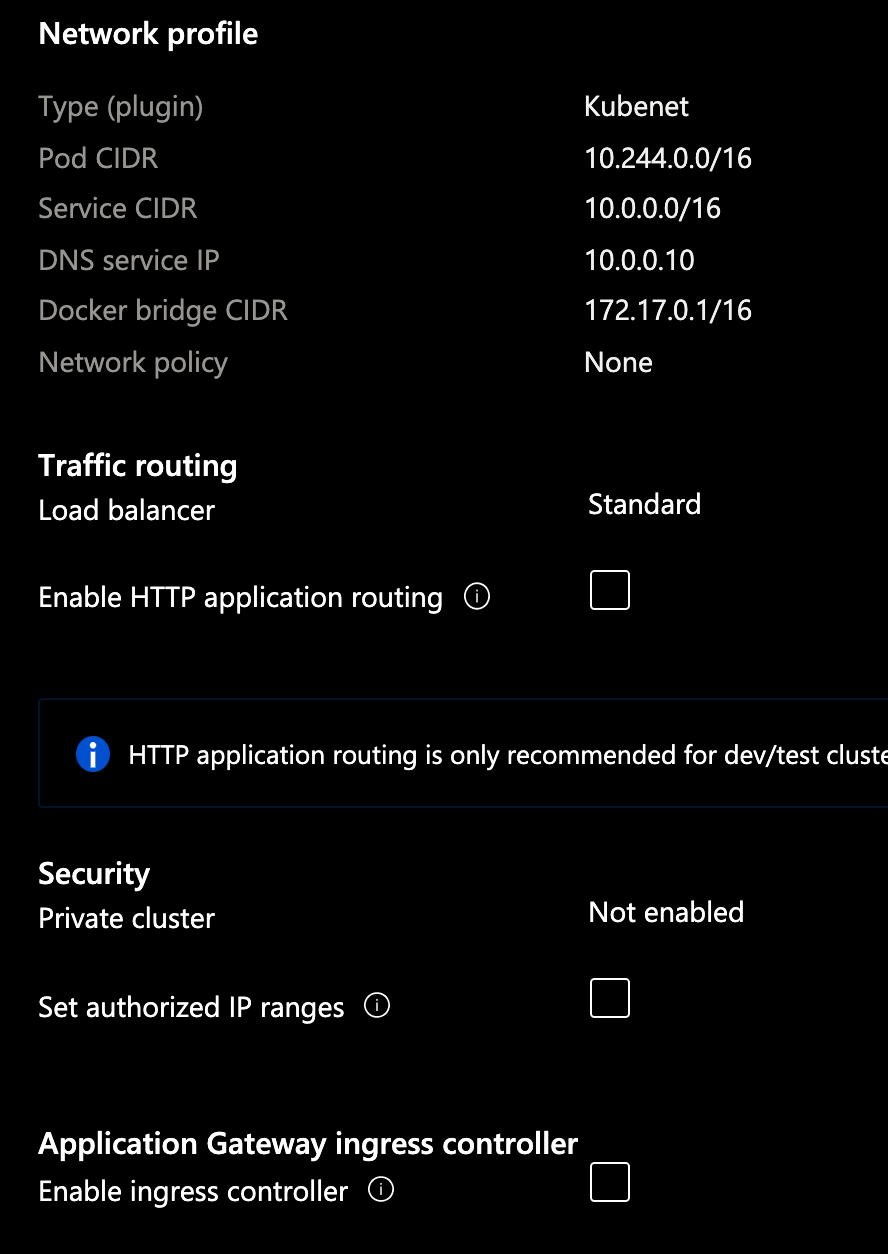 Network profile
Type (plugin) Kubenet
Pod CIDR 10.244.0.0/16
Service CIDR 10.0.0.0/16
DNS service IP 10.0.0.10
Docker bridge CIDR 172.17.0.1/16
Network policy None
Traffic routing
Load balancer Standard
Enable HTTP application routing
HTTP application routing is only recommended for dev/test cluste
Security
Private cluster Not enabled
Set authorized IP ranges
Application Gateway ingress controller
Enable ingress controller